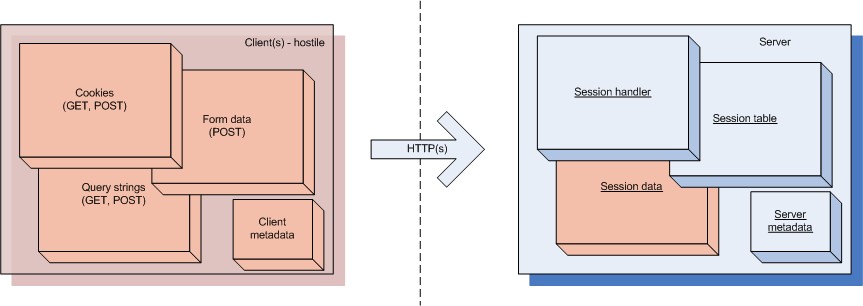 Client(s) - hostile
Cookies
(GET, POST)
Form data
(POST)
Query strings
(GET, POST)
Client
metadata
HTTP(s)
Server
Session handler
Session table
Session data
Server
metadata